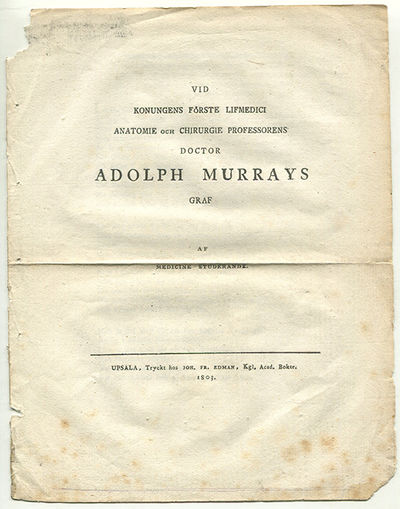 VID
KONUNGENS FÖRSTE LIFMEDICI
ANATOMIE OCH CHIRURGIE PROFESSORENS
DOCTOR
ADOLPH MURRAYS
GRAF
AF
MEDICINE STUDERANDE.
UPSALA, Tryckt hos JOH. FR. EDMAN, Kgl. Acad. Boktr.
1803.